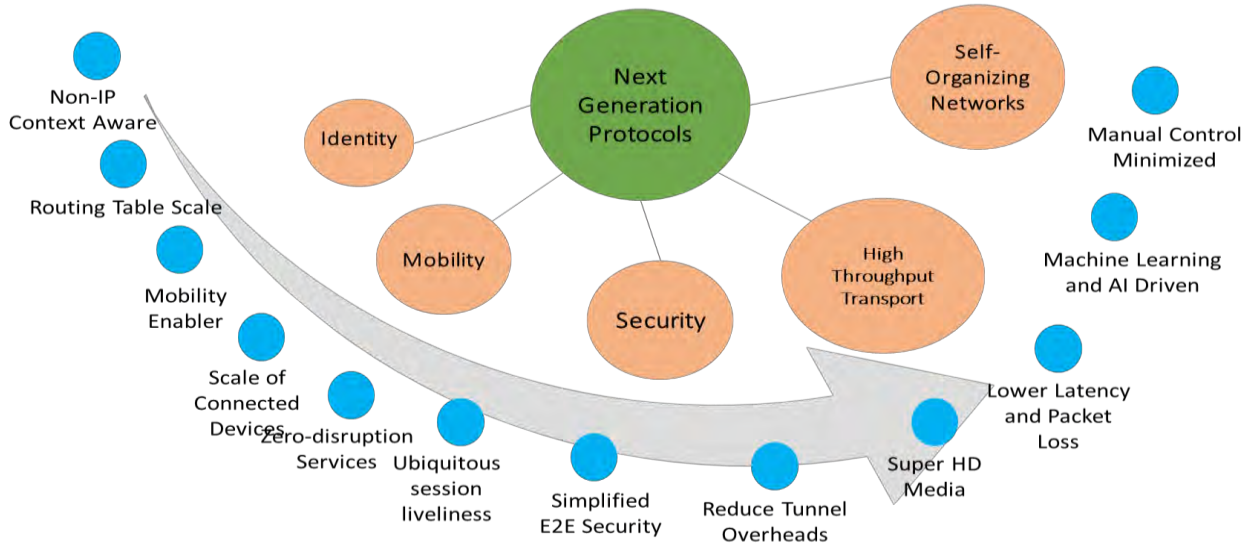 Next
Generation
Protocols
Self-
Organizing
Networks
Identity
Mobility
Security
High
Throughput
Transport
Non-IP
Context Aware
Routing Table Scale
Mobility
Enabler
Scale of
Connected
Devices
Zero-disruption
Services
Ubiquitous
session
liveliness
Simplified
E2E Security
Reduce Tunnel
Overheads
Super HD
Media
Lower Latency
and Packet
Loss
Machine Learning
and AI Driven
Manual Control
Minimized